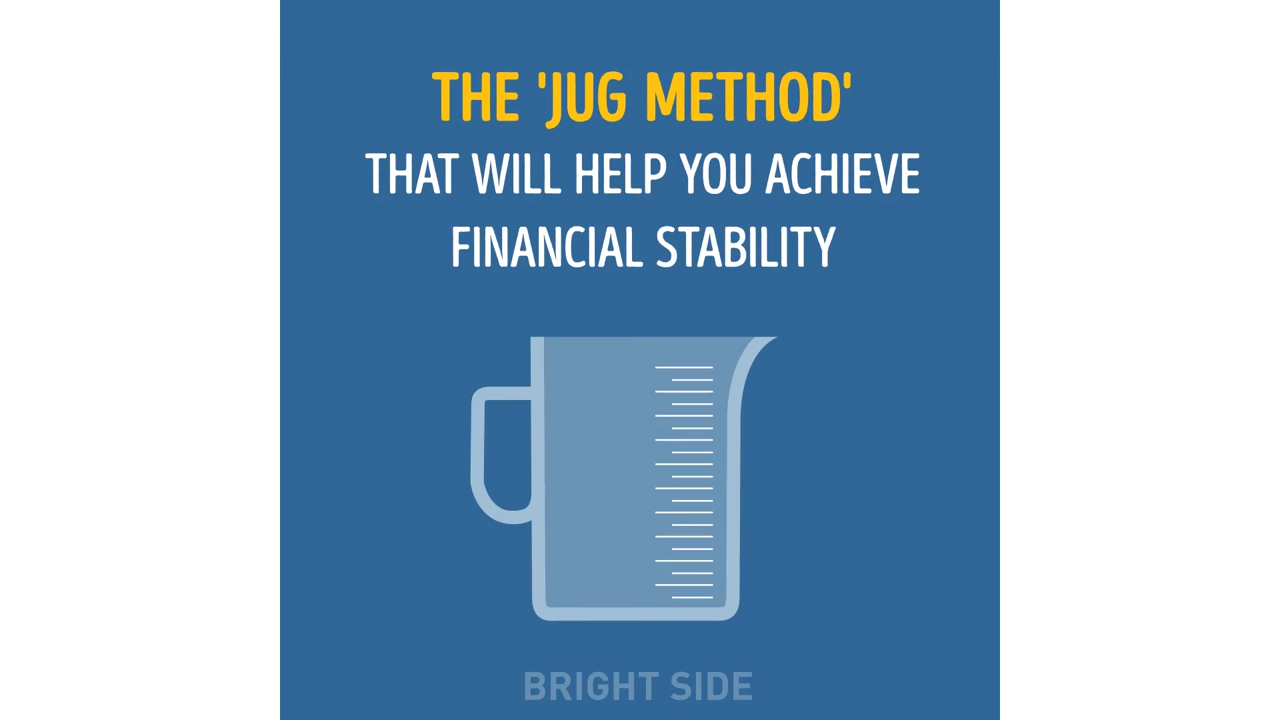 THE 'JUG METHOD'
THAT WILL HELP YOU ACHIEVE
FINANCIAL STABILITY
BRIGHT SIDE